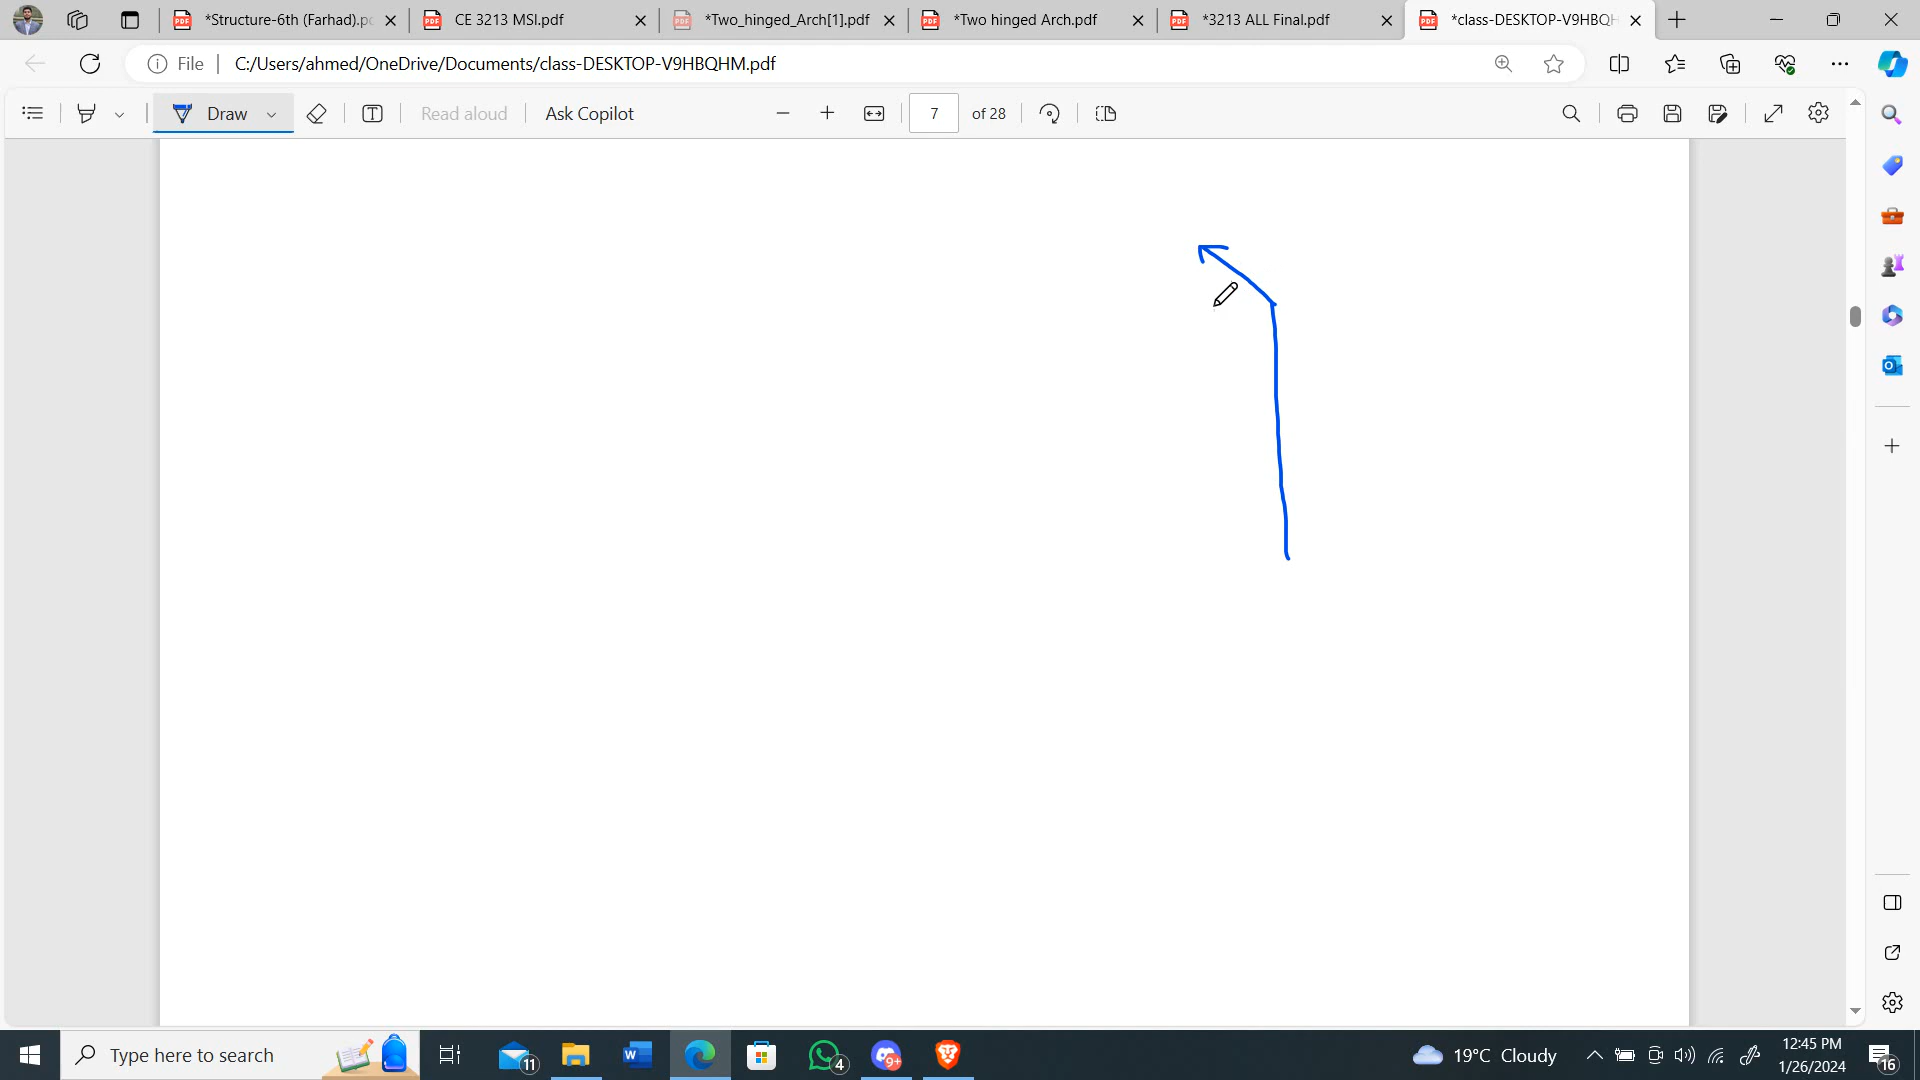 *Structure-6th (Farhad).pc
CE 3213 MSI.pdf
*Two_hinged_Arch[1].pdf
*Two hinged Arch.pdf
*3213 ALL Final.pdf
*class-DESKTOP-V9HBQH
File
C:/Users/ahmed/OneDrive/Documents/class-DESKTOP-V9HBQHM.pdf
Draw
Read aloud
Ask Copilot
7
of 28
Type here to search
11
4
9+
19°C Cloudy
12:45 PM
1/26/2024
16